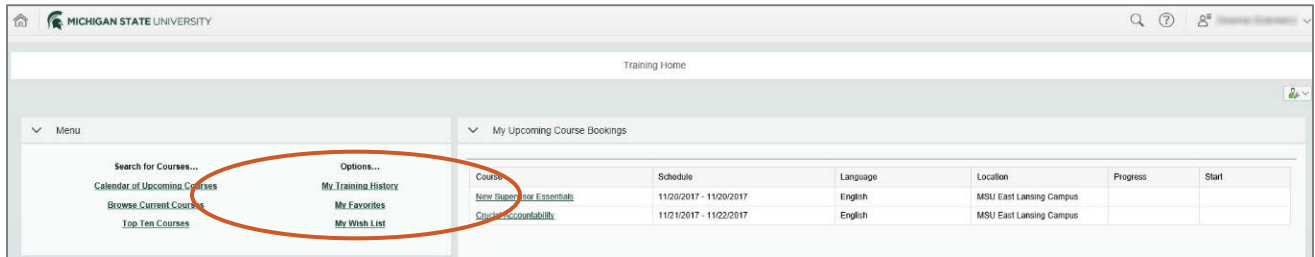 MICHIGAN STATE UNIVERSITY
Training Home
Menu
Search for Courses...
Calendar of Upcoming Courses
Browse Current Courses
Top Ten Courses
Options...
My Training History
My Favorites
My Wish List
My Upcoming Course Bookings
Course Schedule Language Location Progress Start
New Supervisor Essentials 11/20/2017 - 11/20/2017 English MSU East Lansing Campus
Crucial Accountability 11/21/2017 - 11/22/2017 English MSU East Lansing Campus